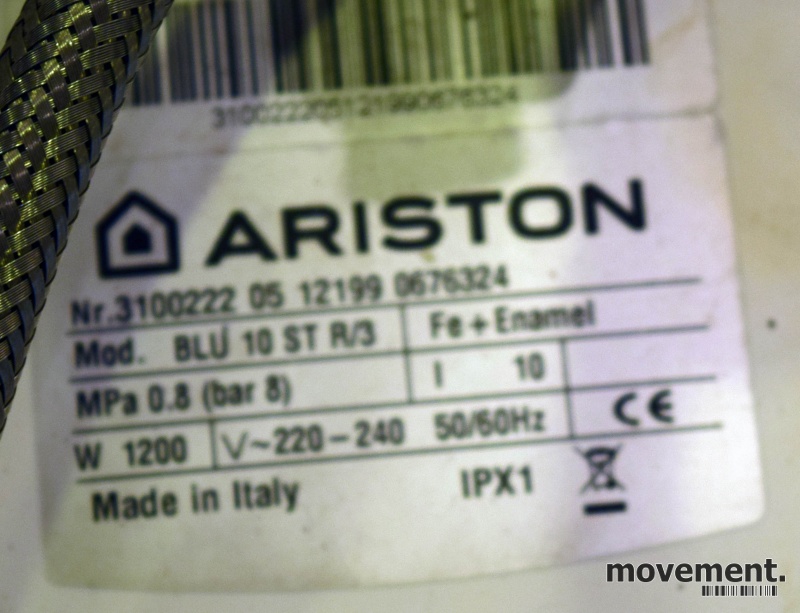 3100222051219906763​24
ARISTON
Nr.3100222 05 12199 0676324
Mod. BLU 10 ST R/3 Fe+Enamel
MPa 0.8 (bar 8) l 10
W 1200 V~220-240 50/60Hz CE
Made in Italy IPX1
movement.